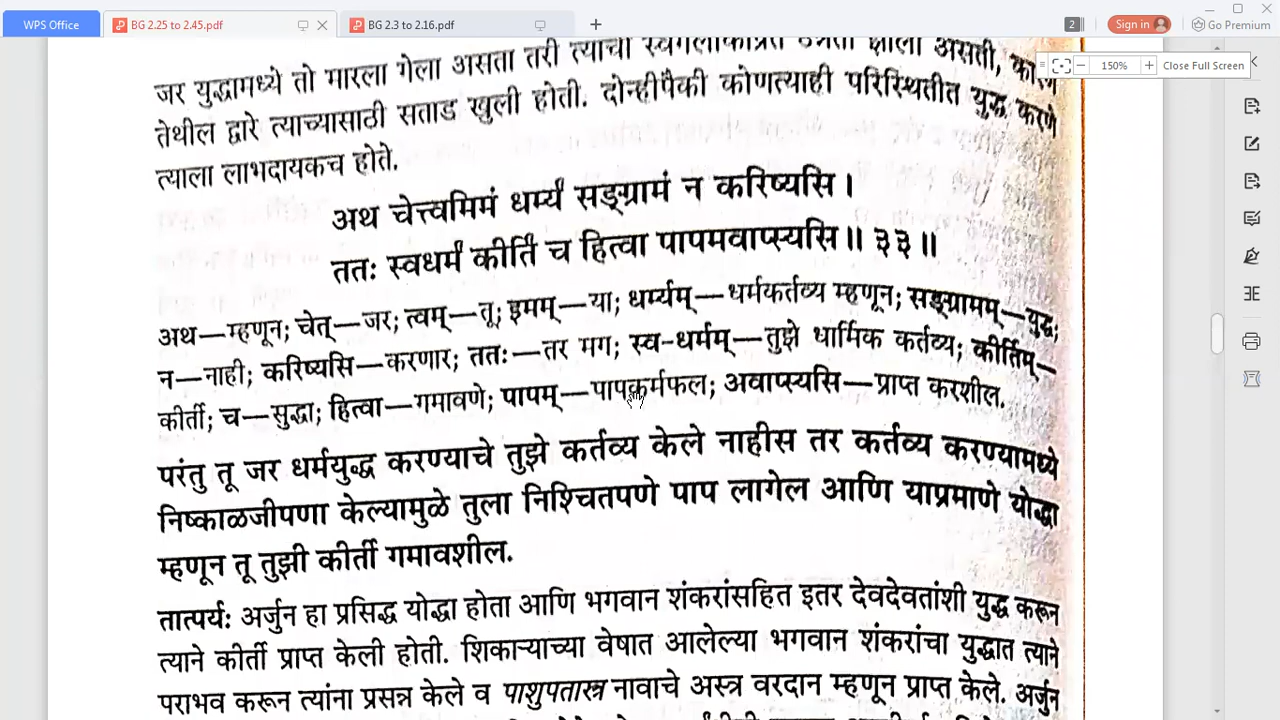 WPS Office
BG 2.25 to 2.45.pdf
BG 2.3 to 2.16.pdf
2
Sign in
Go Premium
150%
Close Full Screen
जर युद्धामध्ये तो मारला गेला असता तरी त्याची झाली असती, कारण
तेथील द्वारे त्याच्यासाठी सताड खुली होती. दोन्हीपैकी कोणत्याही परिस्थितीत युद्ध करणे
त्याला लाभदायकच होते.
अथ चेत्त्वमिमं धर्म्यं सङ्ग्रामं न करिष्यसि ।
ततः स्वधर्मं कीर्तिं च हित्वा पापमवाप्स्यसि ॥ ३३ ॥
अथ—म्हणून; चेत्—जर; त्वम्—तू; इमम्—या; धर्म्यम्—धर्मकर्तव्य म्हणून; सङ्ग्रामम्—युद्ध;
न—नाही; करिष्यसि—करणार; ततः—तर मग; स्व-धर्मम्—तुझे धार्मिक कर्तव्य; कीर्तिम्—
कीर्ती; च—सुद्धा; हित्वा—गमावणे; पापम्—पापकर्मफल; अवाप्स्यसि—प्राप्त करशील.
परंतु तू जर धर्मयुद्ध करण्याचे तुझे कर्तव्य केले नाहीस तर कर्तव्य करण्यामध्ये
निष्काळजीपणा केल्यामुळे तुला निश्चितपणे पाप लागेल आणि याप्रमाणे योद्धा
म्हणून तू तुझी कीर्ती गमावशील.
तात्पर्य: अर्जुन हा प्रसिद्ध योद्धा होता आणि भगवान शंकरांसहित इतर देवदेवतांशी युद्ध करून
त्याने कीर्ती प्राप्त केली होती. शिकाऱ्याच्या वेषात आलेल्या भगवान शंकरांचा युद्धात त्याने
पराभव करून त्यांना प्रसन्न केले व पाशुपतास्त्र नावाचे अस्त्र वरदान म्हणून प्राप्त केले. अर्जुन